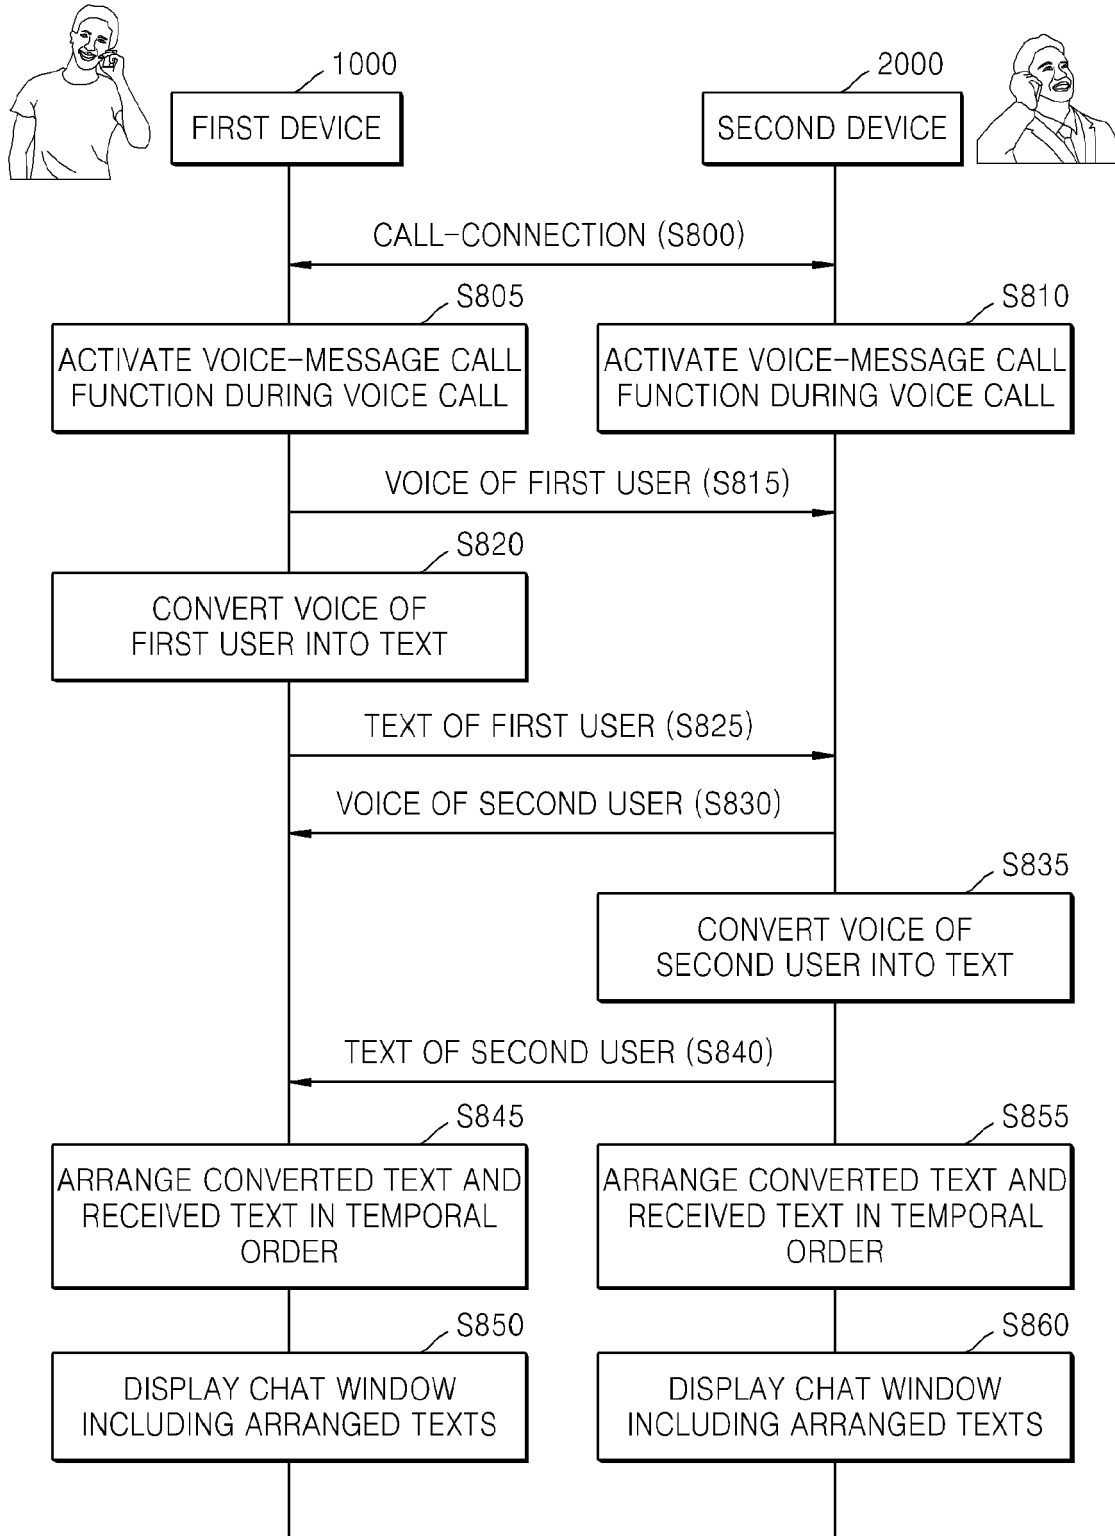 1000
2000
FIRST DEVICE
SECOND DEVICE
CALL-CONNECTION (S800)
S805
S810
ACTIVATE VOICE-MESSAGE CALL
FUNCTION DURING VOICE CALL
ACTIVATE VOICE-MESSAGE CALL
FUNCTION DURING VOICE CALL
VOICE OF FIRST USER (S815)
S820
CONVERT VOICE OF
FIRST USER INTO TEXT
TEXT OF FIRST USER (S825)
VOICE OF SECOND USER (S830)
S835
CONVERT VOICE OF
SECOND USER INTO TEXT
TEXT OF SECOND USER (S840)
S845
S855
ARRANGE CONVERTED TEXT AND
RECEIVED TEXT IN TEMPORAL
ORDER
ARRANGE CONVERTED TEXT AND
RECEIVED TEXT IN TEMPORAL
ORDER
S850
S860
DISPLAY CHAT WINDOW
INCLUDING ARRANGED TEXTS
DISPLAY CHAT WINDOW
INCLUDING ARRANGED TEXTS